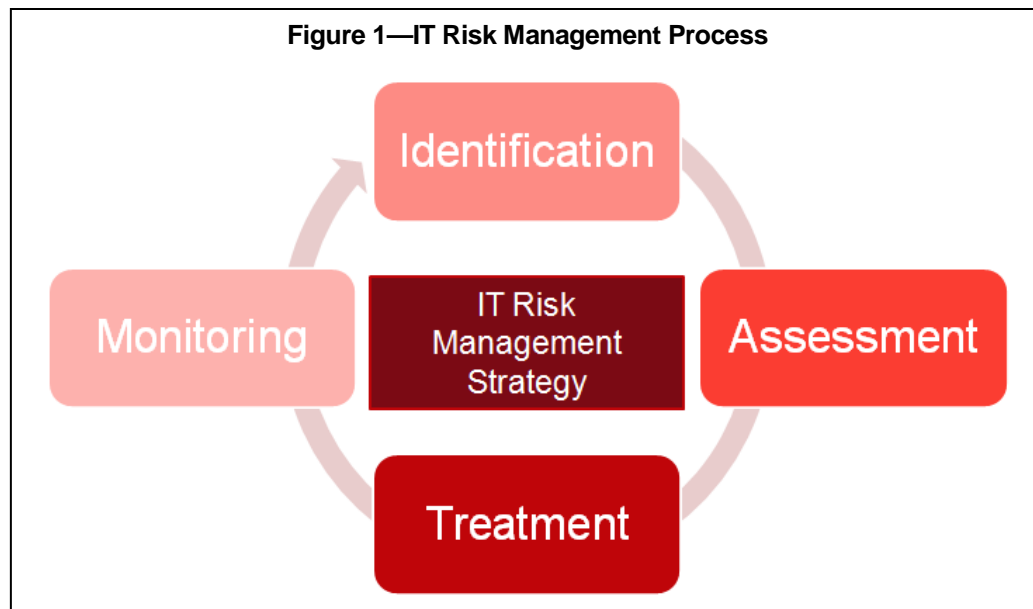 Figure 1—IT Risk Management Process
Identification
Monitoring
IT Risk
Management
Strategy
Assessment
Treatment